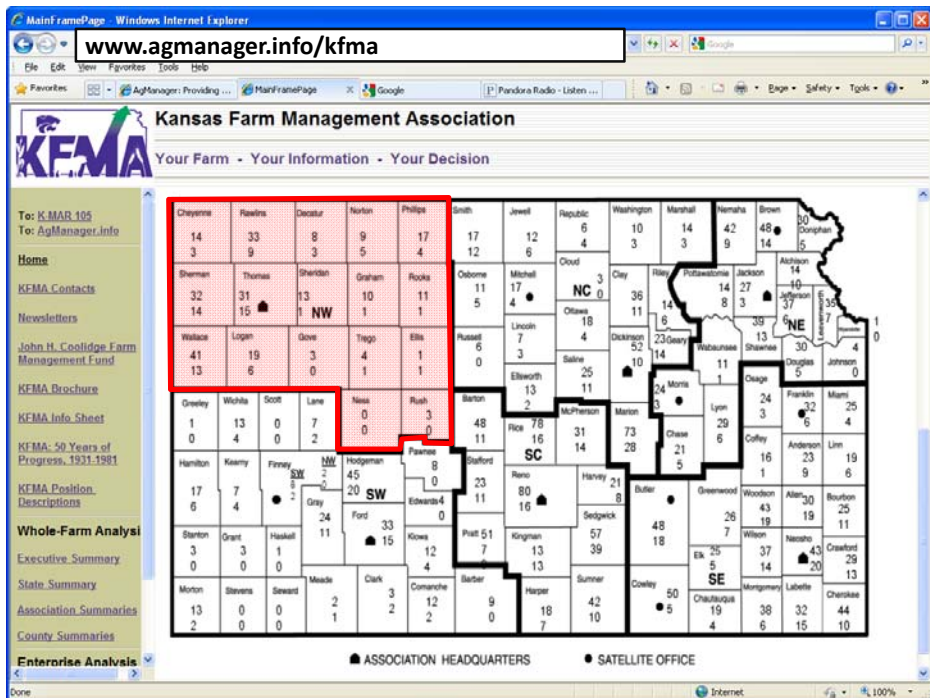 MainFramePage - Windows Internet Explorer
www.agmanager.info/kfma
Google
File Edit View Favorites Tools Help
Favorites
AgManager: Providing ...
MainFramePage
Google
Pandora Radio - Listen ...
Page
Safety
Tools
KFMA
Kansas Farm Management Association
Your Farm - Your Information - Your Decision
To: K-MAR 105
To: AgManager.info
Home
KFMA Contacts
Newsletters
John H. Coolidge Farm
Management Fund
KFMA Brochure
KFMA Info Sheet
KFMA: 50 Years of
Progress, 1931-1981
KFMA Position
Descriptions
Whole-Farm Analysi
Executive Summary
State Summary
Association Summaries
County Summaries
Enterprise Analysis
Cheyenne 14 3
Rawlins 33 9
Decatur 8 3
Norton 9 5
Phillips 17 4
Smith 17 12
Jewell 12 6
Republic 6 4
Washington 10 3
Marshall 14 3
Nemaha 42 9
Brown 48 14
Doniphan 30 5
Sherman 32 14
Thomas 31 15
Sheridan 13 1
NW
Graham 10 1
Rooks 11 1
Osborne 11 5
Mitchell 17 4
Cloud 3 0
NC
Clay 36 11
Riley 14 6
Pottawatomie 14 8
Jackson 27 3
Atchison 14 10
Jefferson 37 6
Leavenworth 35 7
NE
Wyandotte 1 0
Wallace 41 13
Logan 19 6
Gove 3 0
Trego 4 1
Ellis 1 1
Russell 6 0
Lincoln 7 3
Ottawa 18 4
Saline 25 11
Dickinson 52 10
Geary 23 14
Wabaunsee 11 1
Shawnee 39 13
Douglas 30 5
Johnson 4 0
Ellsworth 13 2
Greeley 1 0
Wichita 13 4
Scott 0 0
Lane 7 2
Ness 0 0
Rush 3 0
Barton 48 11
Rice 78 16
SC
McPherson 31 14
Marion 73 28
Morris 24 3
Chase 21 5
Lyon 29 6
Osage 24 3
Franklin 32 6
Miami 25 4
Coffey 16 1
Anderson 23 9
Linn 19 6
Hamilton 17 6
Kearny 7 4
Finney
SW
NW
2
Hodgeman 45 20
SW
Pawnee 8 0
Stafford 23 11
Reno 80 16
Harvey 21 8
Butler 48 18
Greenwood 26 7
Woodson 43 19
Allen 30 19
Bourbon 25 11
Gray 24 11
Ford 33 15
Edwards 4 0
Sedgwick 57 39
Stanton 3 0
Grant 3 1
Haskell 1 0
Kiowa 12 4
Pratt 51 7
Kingman 13 13
Elk 25 5
SE
Wilson 37 14
Neosho 43 20
Crawford 29 13
Morton 13 2
Stevens 0 0
Seward 0 0
Meade 2 1
Clark 3 2
Comanche 12 2
Barber 9 0
Harper 18 7
Sumner 42 10
Cowley 50 5
Chautauqua 19 4
Montgomery 38 6
Labette 32 15
Cherokee 44 10
ASSOCIATION HEADQUARTERS
SATELLITE OFFICE
Done
Internet
100%